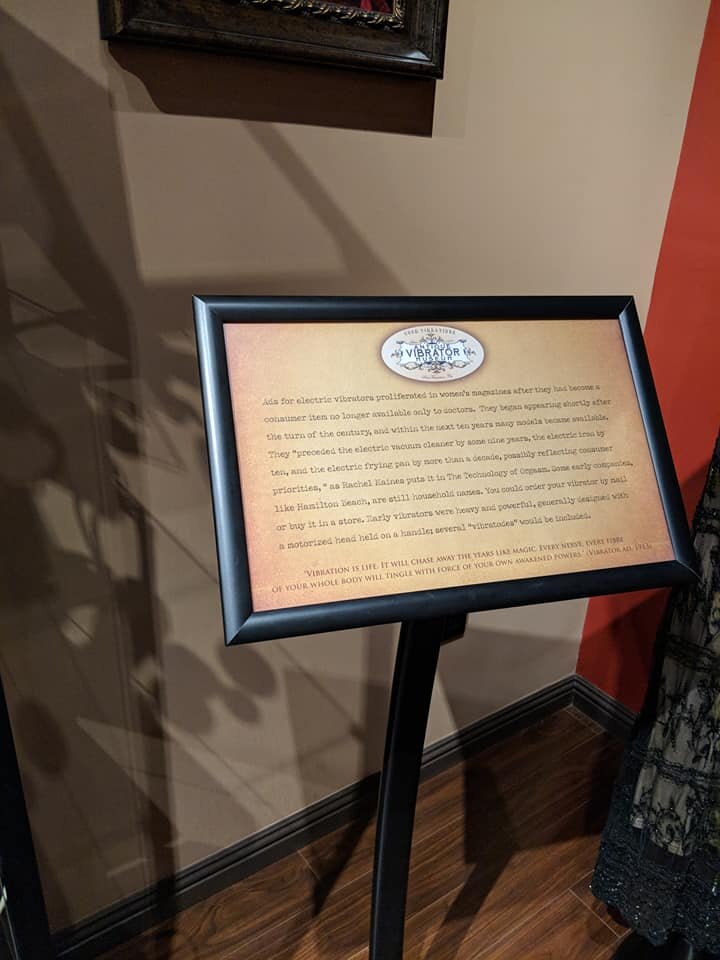 GOOD VIBRATIONS
ANTIQUE
VIBRATOR
MUSEUM
Ads for electric vibrators proliferated in women's magazines after they had become a
consumer item no longer available only to doctors. They began appearing shortly after
the turn of the century, and within the next ten years many models became available.
They "preceded the electric vacuum cleaner by some nine years, the electric iron by
ten, and the electric frying pan by more than a decade, possibly reflecting consumer
priorities," as Rachel Maines puts it in The Technology of Orgasm. Some early companies,
like Hamilton Beach, are still household names. You could order your vibrator by mail
or buy it in a store. Early vibrators were heavy and powerful, generally designed with
a motorized head held on a handle; several "vibratodes" would be included.
"VIBRATION IS LIFE. IT WILL CHASE AWAY THE YEARS LIKE MAGIC. EVERY NERVE, EVERY FIBRE
OF YOUR WHOLE BODY WILL TINGLE WITH FORCE OF YOUR OWN AWAKENED POWERS." (VIBRATOR AD, 1913)